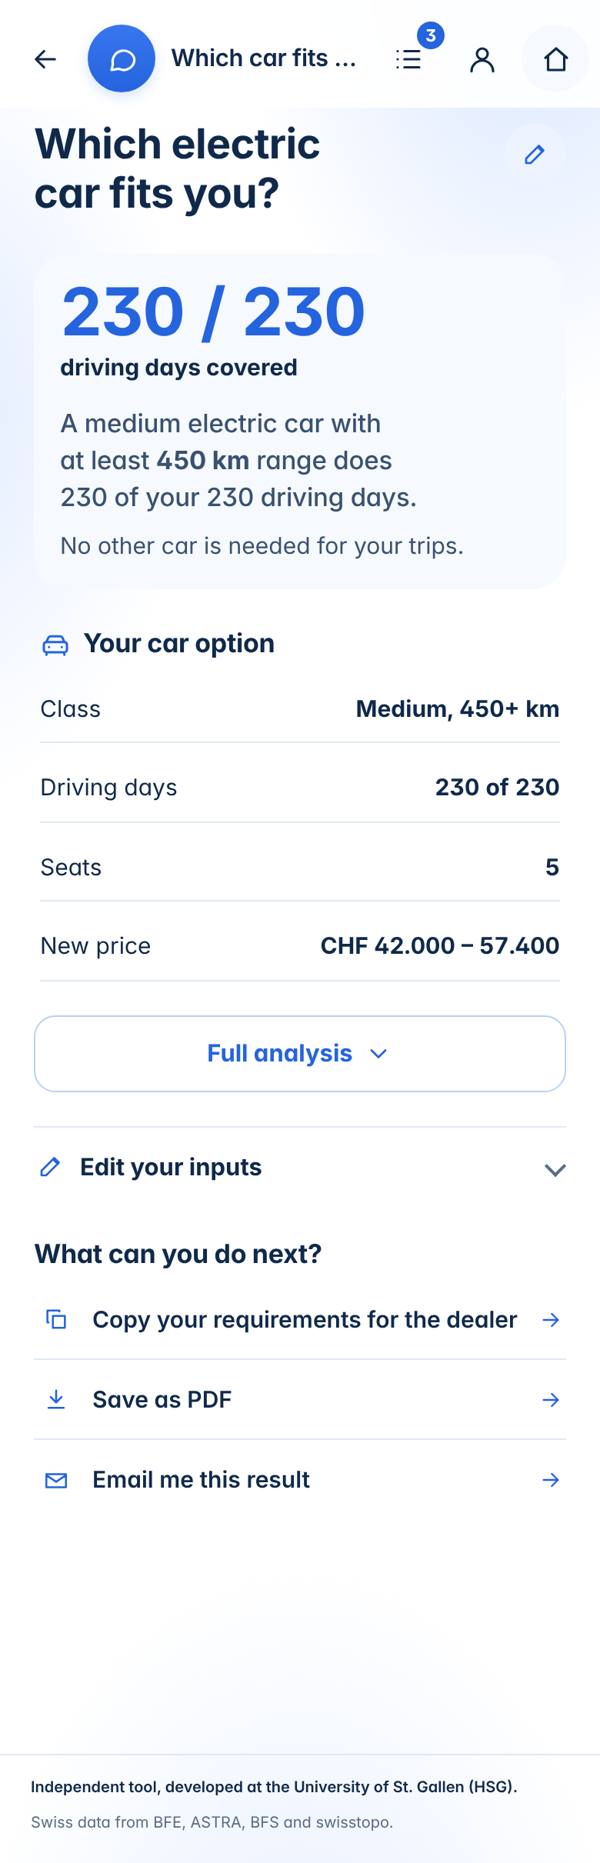 Which car fits ...
3
Which electric
car fits you?
230 / 230
driving days covered
A medium electric car with
at least 450 km range does
230 of your 230 driving days.
No other car is needed for your trips.
Your car option
Class Medium, 450+ km
Driving days 230 of 230
Seats 5
New price CHF 42.000 – 57.400
Full analysis
Edit your inputs
What can you do next?
Copy your requirements for the dealer
Save as PDF
Email me this result
Independent tool, developed at the University of St. Gallen (HSG).
Swiss data from BFE, ASTRA, BFS and swisstopo.